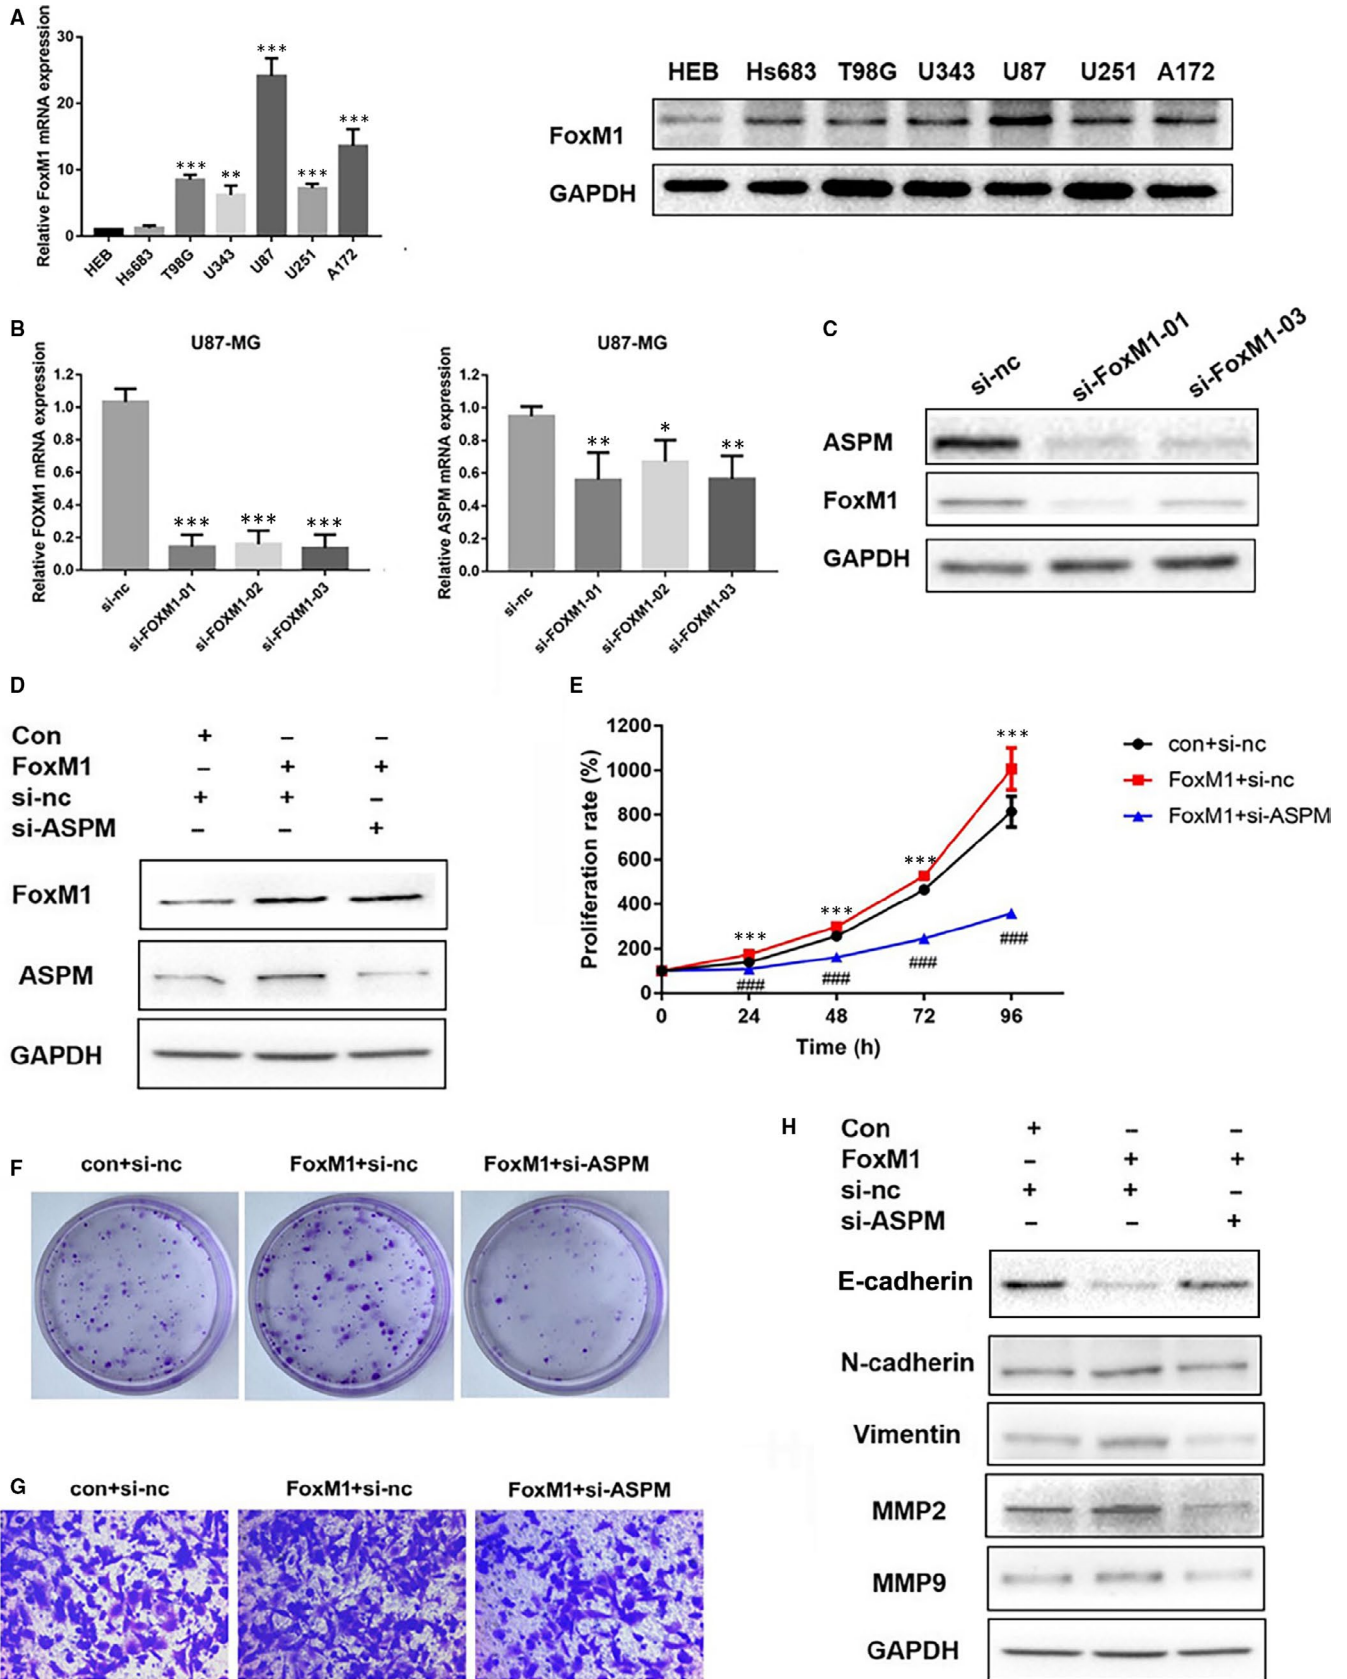 A
Relative FoxM1 mRNA expression
30
20
10
0
***
**
***
***
***
HEB
Hs683
T98G
U343
U87
U251
A172
HEB Hs683 T98G U343 U87 U251 A172
FoxM1
GAPDH
B
U87-MG
Relative FOXM1 mRNA expression
1.2
1.0
0.8
0.6
0.4
0.2
0.0
***
***
***
si-nc
si-FOXM1-01
si-FOXM1-02
si-FOXM1-03
U87-MG
Relative ASPM mRNA expression
1.2
1.0
0.8
0.6
0.4
0.2
0.0
**
*
**
si-nc
si-FOXM1-01
si-FOXM1-02
si-FOXM1-03
C
si-nc
si-FoxM1-01
si-FoxM1-03
ASPM
FoxM1
GAPDH
D
Con + – –
FoxM1 – + +
si-nc + + –
si-ASPM – – +
FoxM1
ASPM
GAPDH
E
Proliferation rate (%)
1200
1000
800
600
400
200
0
***
***
***
***
###
###
###
###
0 24 48 72 96
Time (h)
con+si-nc
FoxM1+si-nc
FoxM1+si-ASPM
F
con+si-nc FoxM1+si-nc FoxM1+si-ASPM
G
con+si-nc FoxM1+si-nc FoxM1+si-ASPM
H
Con + – –
FoxM1 – + +
si-nc + + –
si-ASPM – – +
E-cadherin
N-cadherin
Vimentin
MMP2
MMP9
GAPDH